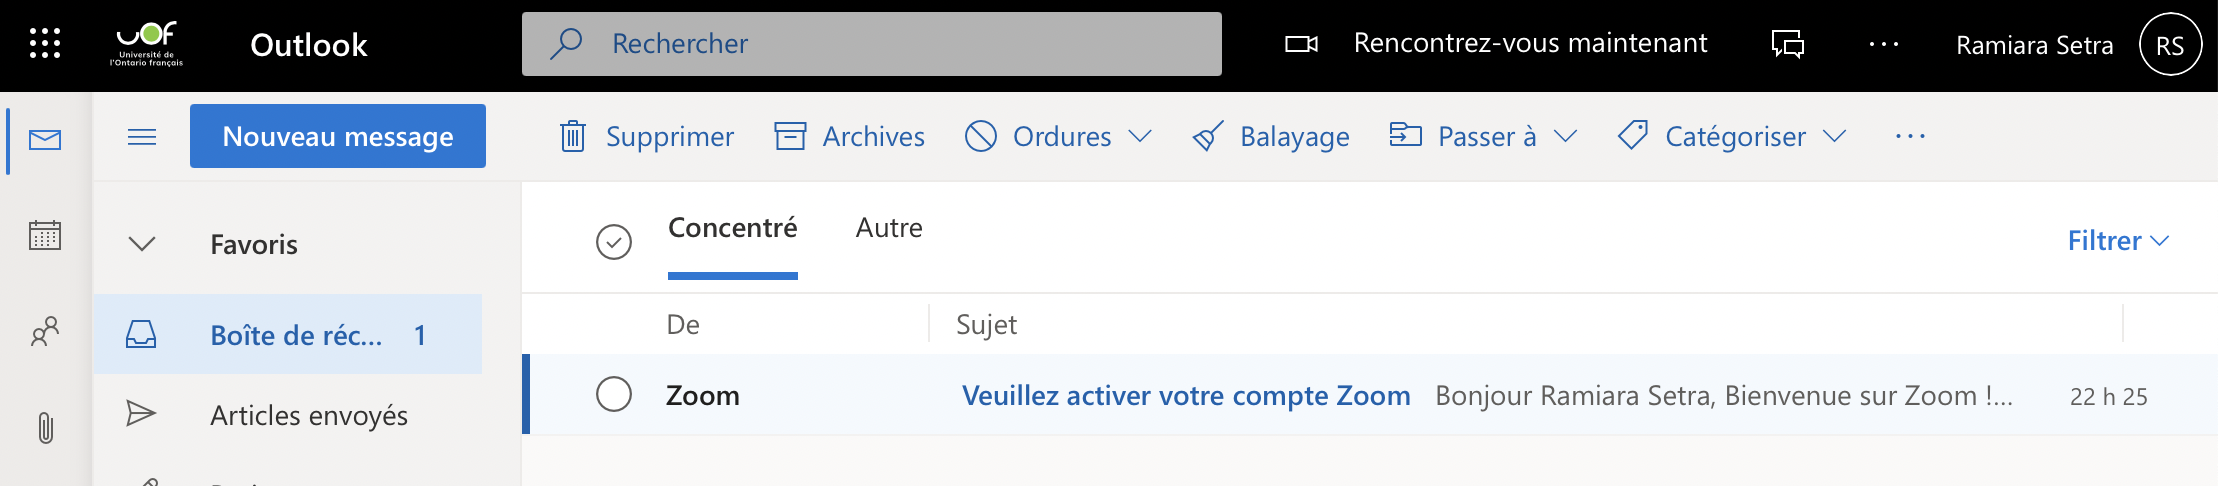 uof
Université de
l'Ontario français
Outlook
Rechercher
Rencontrez-vous maintenant
Ramiara Setra
RS
Nouveau message
Supprimer
Archives
Ordures
Balayage
Passer à
Catégoriser
Favoris
Concentré
Autre
Filtrer
Boîte de réc... 1
De
Sujet
Zoom
Veuillez activer votre compte Zoom
Bonjour Ramiara Setra, Bienvenue sur Zoom !...
22 h 25
Articles envoyés